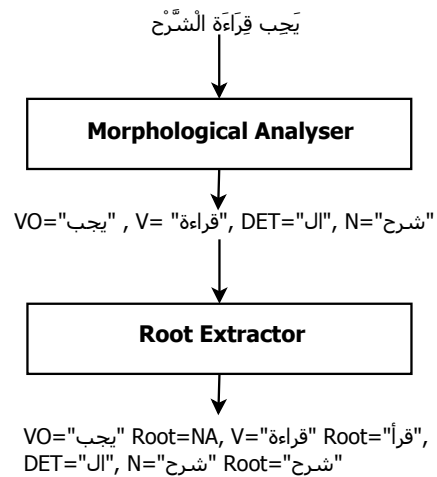 يَجِب قِرَاءَة الْشَّرْح
Morphological Analyser
VO="يجب" , V= "قراءة", DET="ال", N="شرح"
Root Extractor
VO="يجب" Root=NA, V="قراءة" Root="قرأ",
DET="ال", N="شرح" Root="شرح"